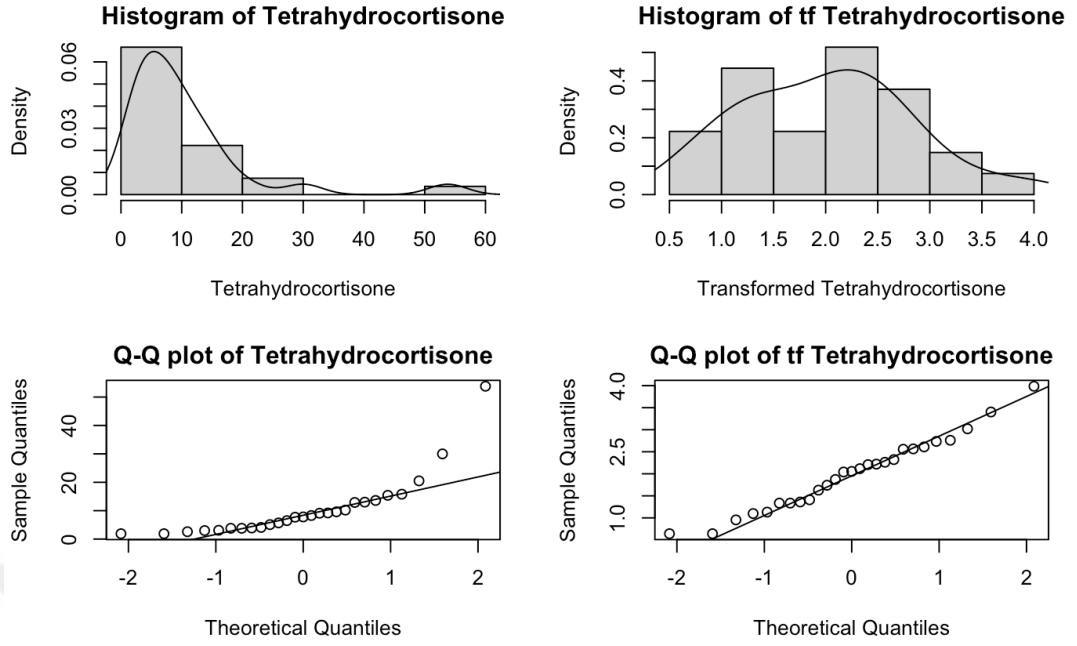 Histogram of Tetrahydrocortisone
Density
0.00 0.03 0.06
0 10 20 30 40 50 60
Tetrahydrocortisone
Histogram of tf Tetrahydrocortisone
Density
0.0 0.2 0.4
0.5 1.0 1.5 2.0 2.5 3.0 3.5 4.0
Transformed Tetrahydrocortisone
Q-Q plot of Tetrahydrocortisone
Sample Quantiles
0 20 40
-2 -1 0 1 2
Theoretical Quantiles
Q-Q plot of tf Tetrahydrocortisone
Sample Quantiles
1.0 2.5 4.0
-2 -1 0 1 2
Theoretical Quantiles